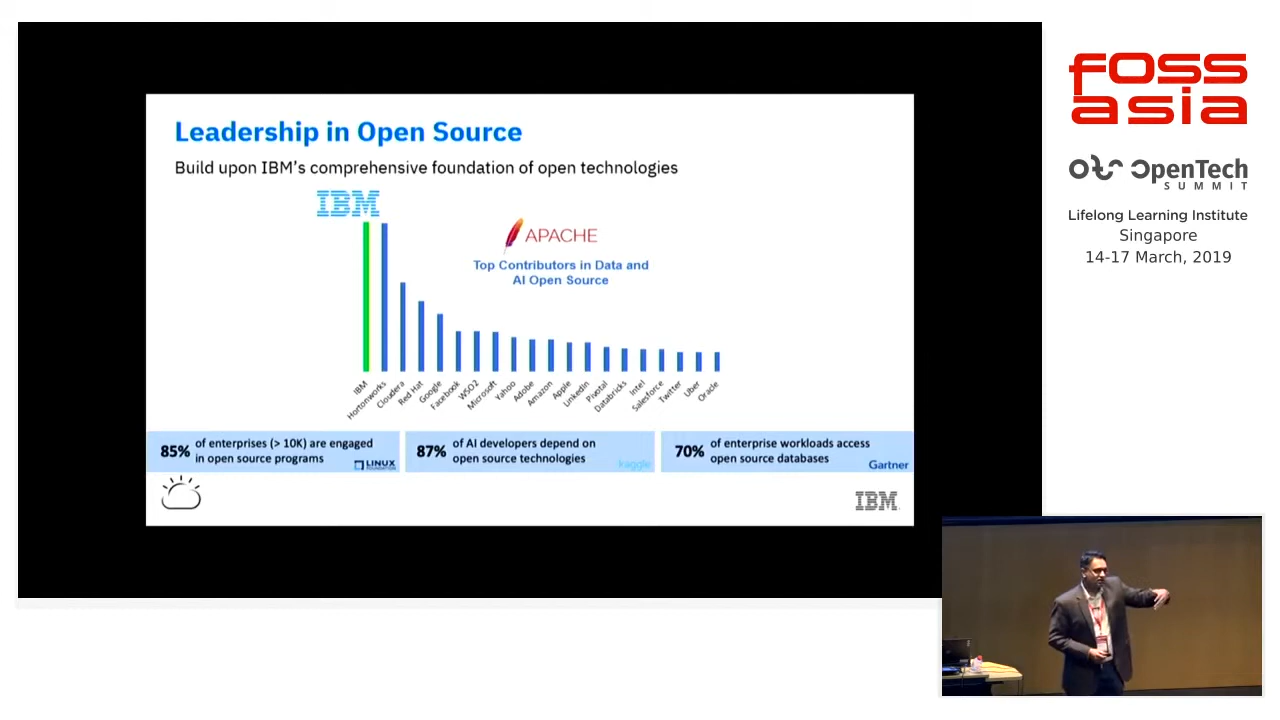 Leadership in Open Source
Build upon IBM's comprehensive foundation of open technologies
IBM
APACHE
Top Contributors in Data and
AI Open Source
IBM
Hortonworks
Cloudera
Red Hat
Google
Facebook
WSO2
Microsoft
Yahoo
Adobe
Amazon
Apple
LinkedIn
Pivotal
Databricks
Intel
Salesforce
Twitter
Uber
Oracle
85% of enterprises (> 10K) are engaged
in open source programs
LINUX
FOUNDATION
87% of AI developers depend on
open source technologies
kaggle
70% of enterprise workloads access
open source databases
Gartner
IBM
FOSS
asia
OpenTech
SUMMIT
Lifelong Learning Institute
Singapore
14-17 March, 2019